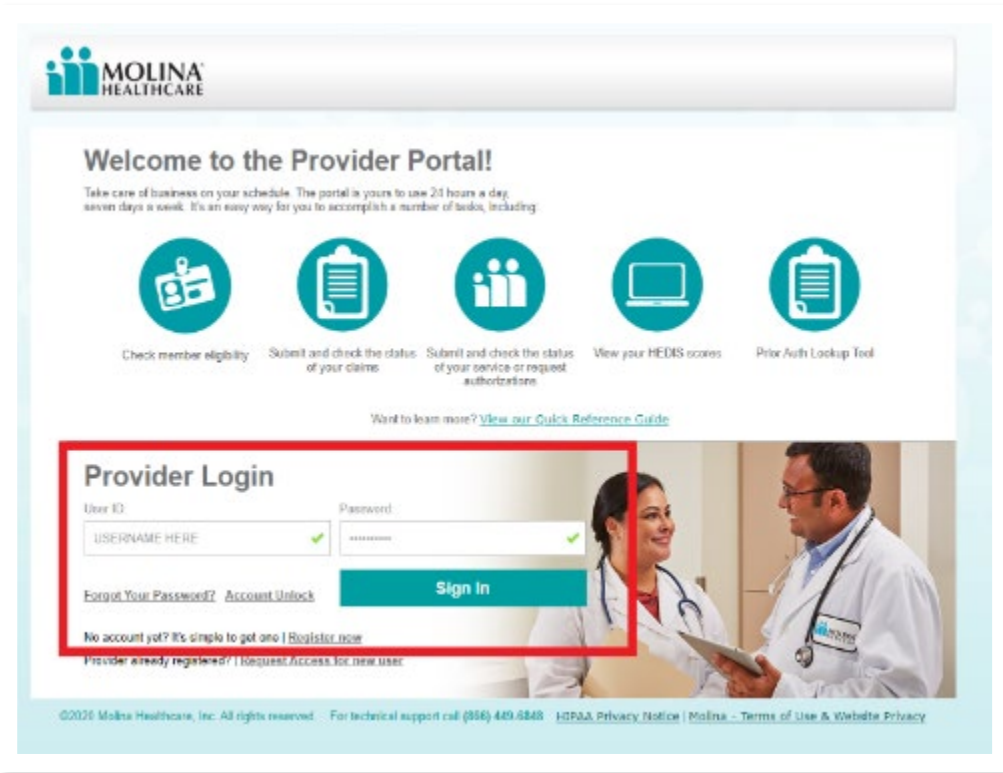 MOLINA
HEALTHCARE
Welcome to the Provider Portal!
Take care of business on your schedule. The portal is yours to use 24 hours a day,
seven days a week. It's an easy way for you to accomplish a number of tasks, including:
Check member eligibility
Submit and check the status
of your claims
Submit and check the status
of your service or request
authorizations
View your HEDIS scores
Prior Auth Lookup Tool
Want to learn more? View our Quick Reference Guide
Provider Login
User ID
Password
USERNAME HERE
Forgot Your Password? Account Unlock
Sign In
No account yet? It's simple to get one | Register now
Provider already registered? | Request Access for new user
MOLINA
©2020 Molina Healthcare, Inc. All rights reserved. For technical support call (866) 449-6848 HIPAA Privacy Notice | Molina - Terms of Use & Website Privacy